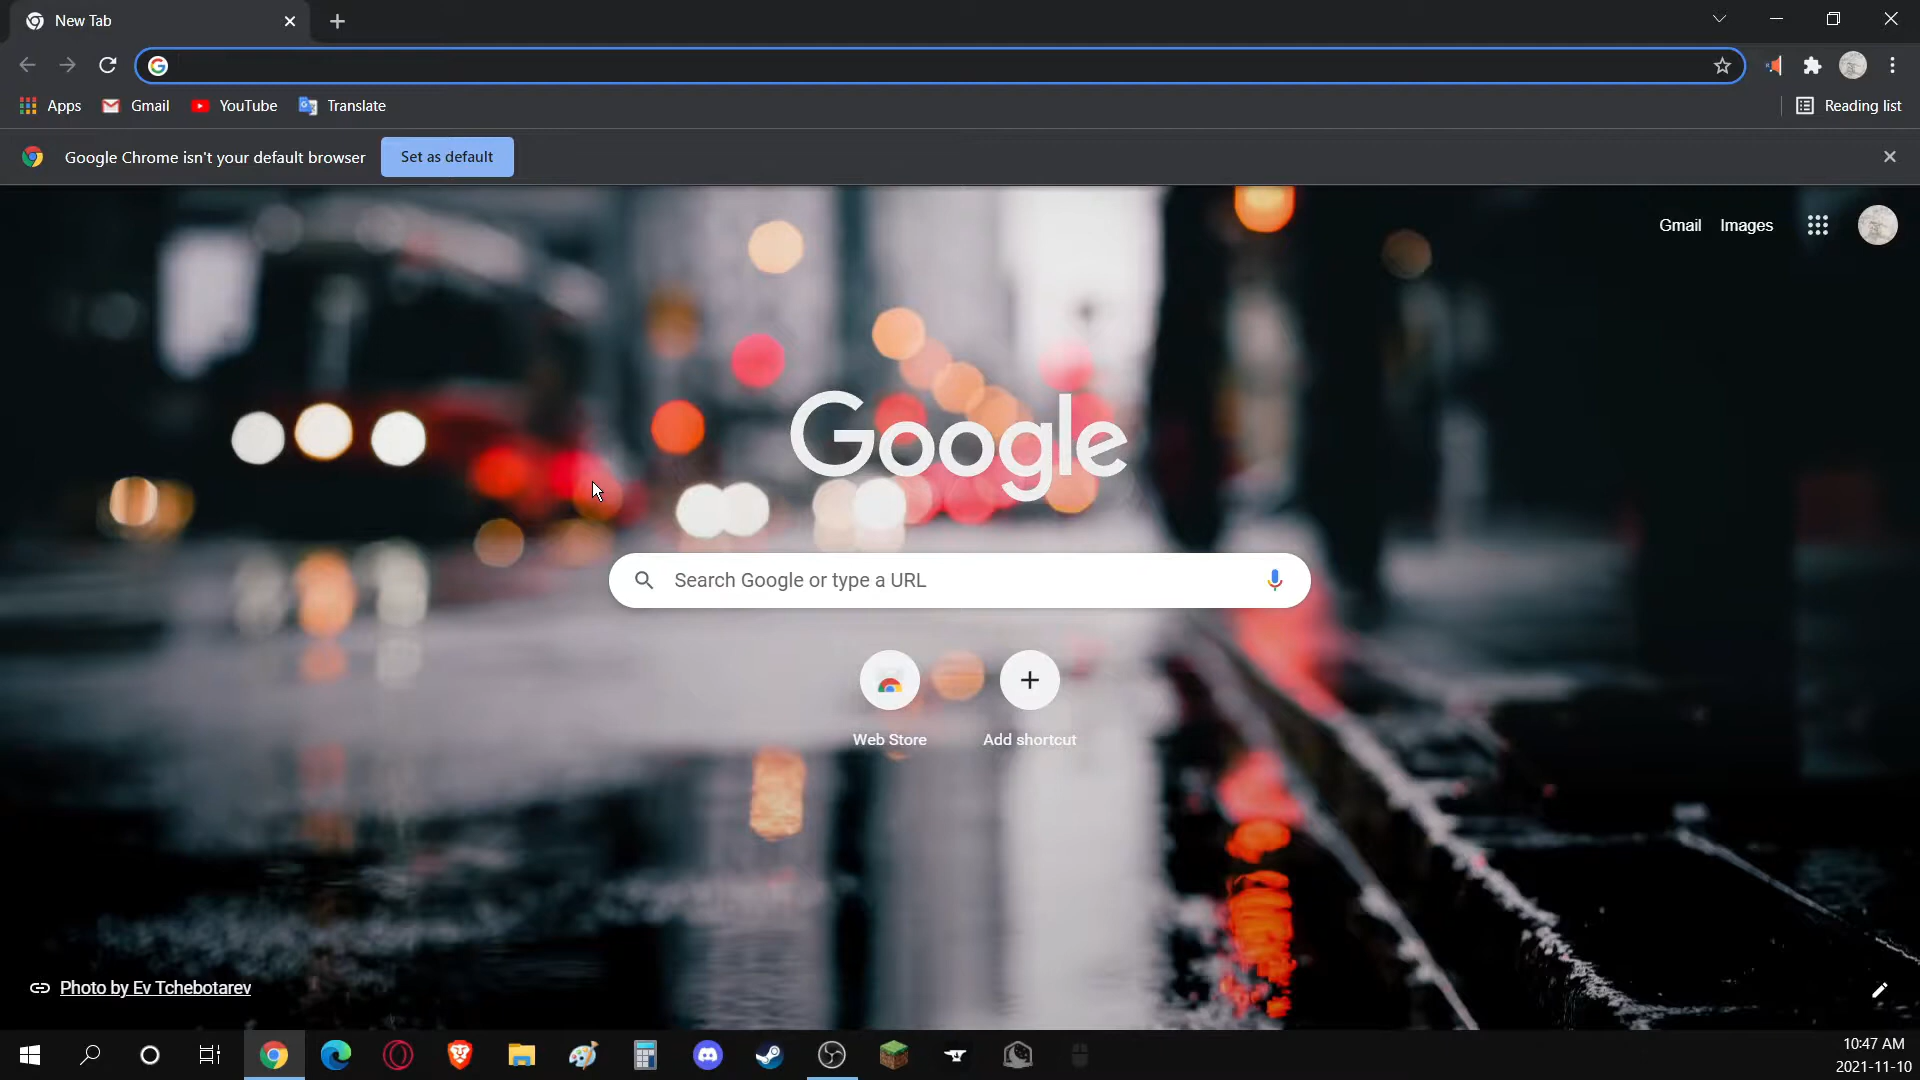 New Tab
Apps Gmail YouTube Translate Reading list
Google Chrome isn't your default browser Set as default
Gmail Images
Google
Search Google or type a URL
Web Store Add shortcut
Photo by Ev Tchebotarev
10:47 AM
2021-11-10